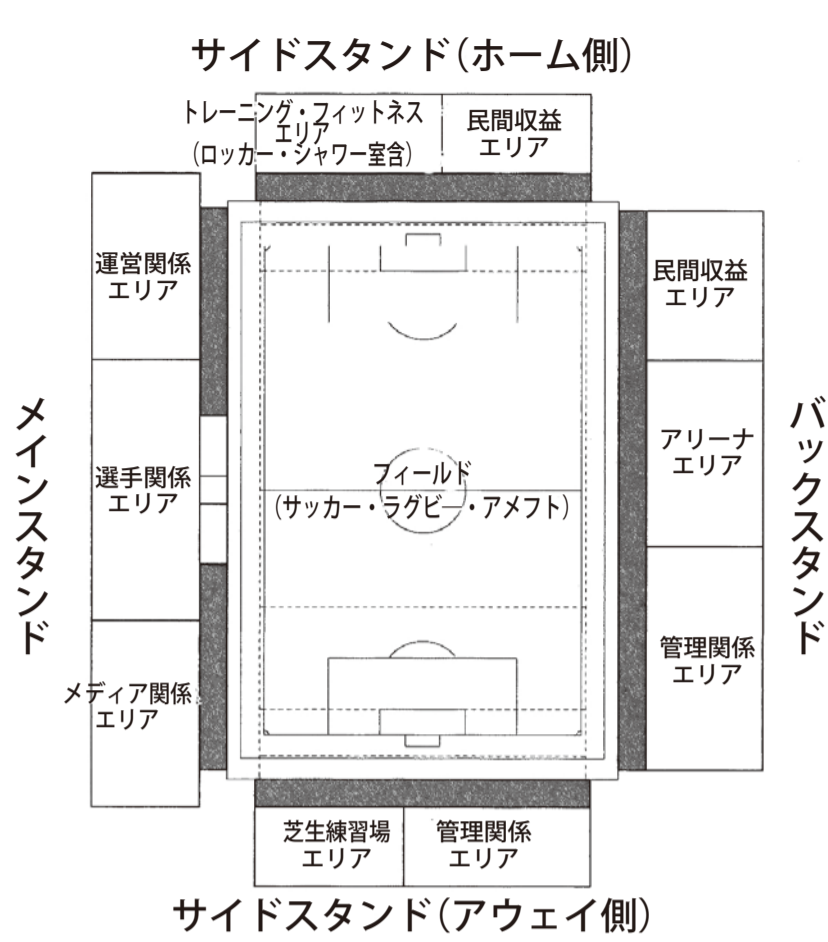 サイドスタンド（ホーム側）
トレーニング・フィットネス
エリア
（ロッカー・シャワー室含）
民間収益
エリア
運営関係
エリア
選手関係
エリア
メディア関係
エリア
メインスタンド
フィールド
（サッカー・ラグビー・アメフト）
民間収益
エリア
アリーナ
エリア
管理関係
エリア
バックスタンド
芝生練習場
エリア
管理関係
エリア
サイドスタンド（アウェイ側）